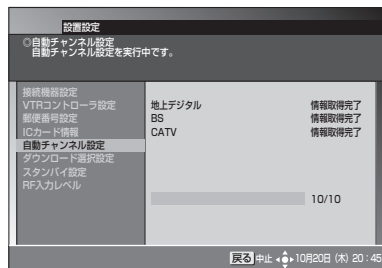 設置設定
◎自動チャンネル設定
自動チャンネル設定を実行中です。
接続機器設定
VTRコントローラ設定
郵便番号設定
ICカード情報
自動チャンネル設定
ダウンロード選択設定
スタンバイ設定
RF入力レベル
地上デジタル 情報取得完了
BS 情報取得完了
CATV 情報取得完了
10/10
戻る 中止 10月20日 (木) 20:45